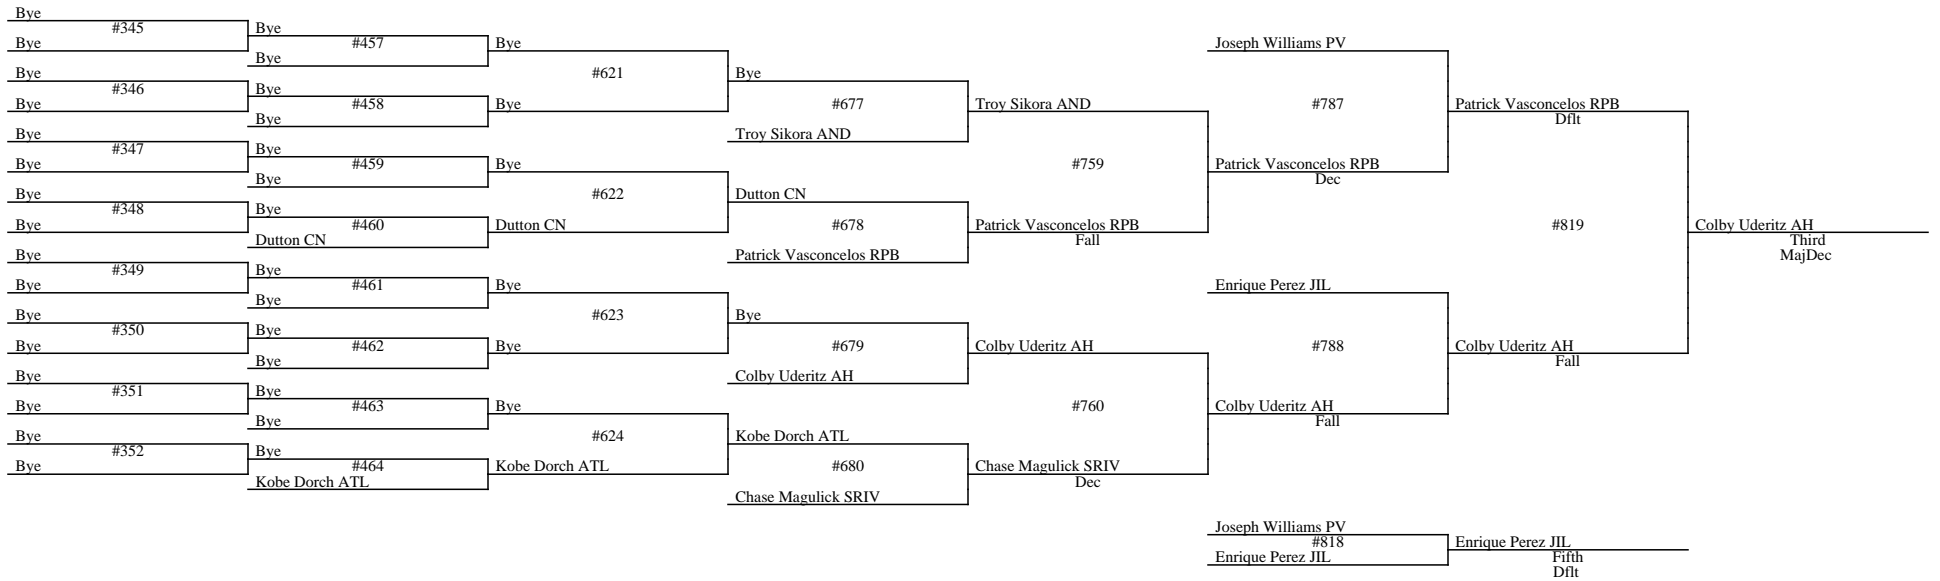 Bye
#345
Bye
Bye
#346
Bye
Bye
#347
Bye
Bye
#348
Bye
Bye
#349
Bye
Bye
#350
Bye
Bye
#351
Bye
Bye
#352
Bye
Bye
#457
Bye
Bye
#458
Bye
Bye
#459
Bye
Bye
#460
Dutton CN
Bye
#461
Bye
Bye
#462
Bye
Bye
#463
Bye
Bye
#464
Kobe Dorch ATL
Bye
#621
Bye
Bye
#622
Dutton CN
Bye
#623
Bye
Bye
#624
Kobe Dorch ATL
Bye
#677
Troy Sikora AND
Dutton CN
#678
Patrick Vasconcelos RPB
Bye
#679
Colby Uderitz AH
Kobe Dorch ATL
#680
Chase Magulick SRIV
Troy Sikora AND
#759
Patrick Vasconcelos RPB
Fall
Colby Uderitz AH
#760
Chase Magulick SRIV
Dec
Joseph Williams PV
#787
Patrick Vasconcelos RPB
Dec
Enrique Perez JIL
#788
Colby Uderitz AH
Fall
Patrick Vasconcelos RPB
Dflt
#819
Colby Uderitz AH
Fall
Colby Uderitz AH
Third
MajDec
Joseph Williams PV
#818
Enrique Perez JIL
Enrique Perez JIL
Fifth
Dflt